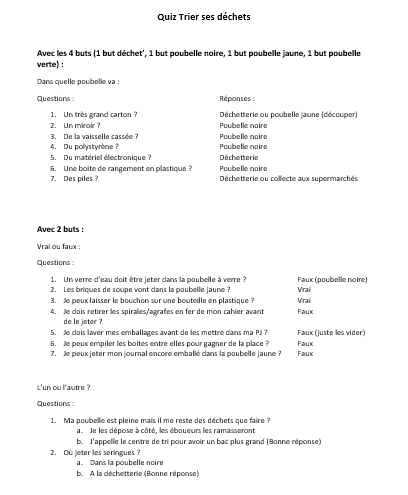 Quiz Trier ses déchets
Avec les 4 buts (1 but déchet', 1 but poubelle noire, 1 but poubelle jaune, 1 but poubelle
verte) :
Dans quelle poubelle va :
Questions : Réponses :
1. Un très grand carton ? Déchetterie ou poubelle jaune (découper)
2. Un miroir ? Poubelle noire
3. De la vaisselle cassée ? Poubelle noire
4. Du polystyrène ? Poubelle noire
5. Du matériel électronique ? Déchetterie
6. Une boite de rangement en plastique ? Poubelle noire
7. Des piles ? Déchetterie ou collecte aux supermarchés
Avec 2 buts :
Vrai ou faux :
Questions :
1. Un verre d'eau doit être jeter dans la poubelle à verre ? Faux (poubelle noire)
2. Les briques de soupe vont dans la poubelle jaune ? Vrai
3. Je peux laisser le bouchon sur une bouteille en plastique ? Vrai
4. Je dois retirer les spirales/agrafes en fer de mon cahier avant Faux
de le jeter ?
5. Je dois laver mes emballages avant de les mettre dans ma PJ ? Faux (juste les vider)
6. Je peux empiler les boites entre elles pour gagner de la place ? Faux
7. Je peux jeter mon journal encore emballé dans la poubelle jaune ? Faux
L'un ou l'autre ?
Questions :
1. Ma poubelle est pleine mais il me reste des déchets que faire ?
a. Je les dépose à côté, les éboueurs les ramasseront
b. J'appelle le centre de tri pour avoir un bac plus grand (Bonne réponse)
2. Où jeter les seringues ?
a. Dans la poubelle noire
b. A la déchetterie (Bonne réponse)